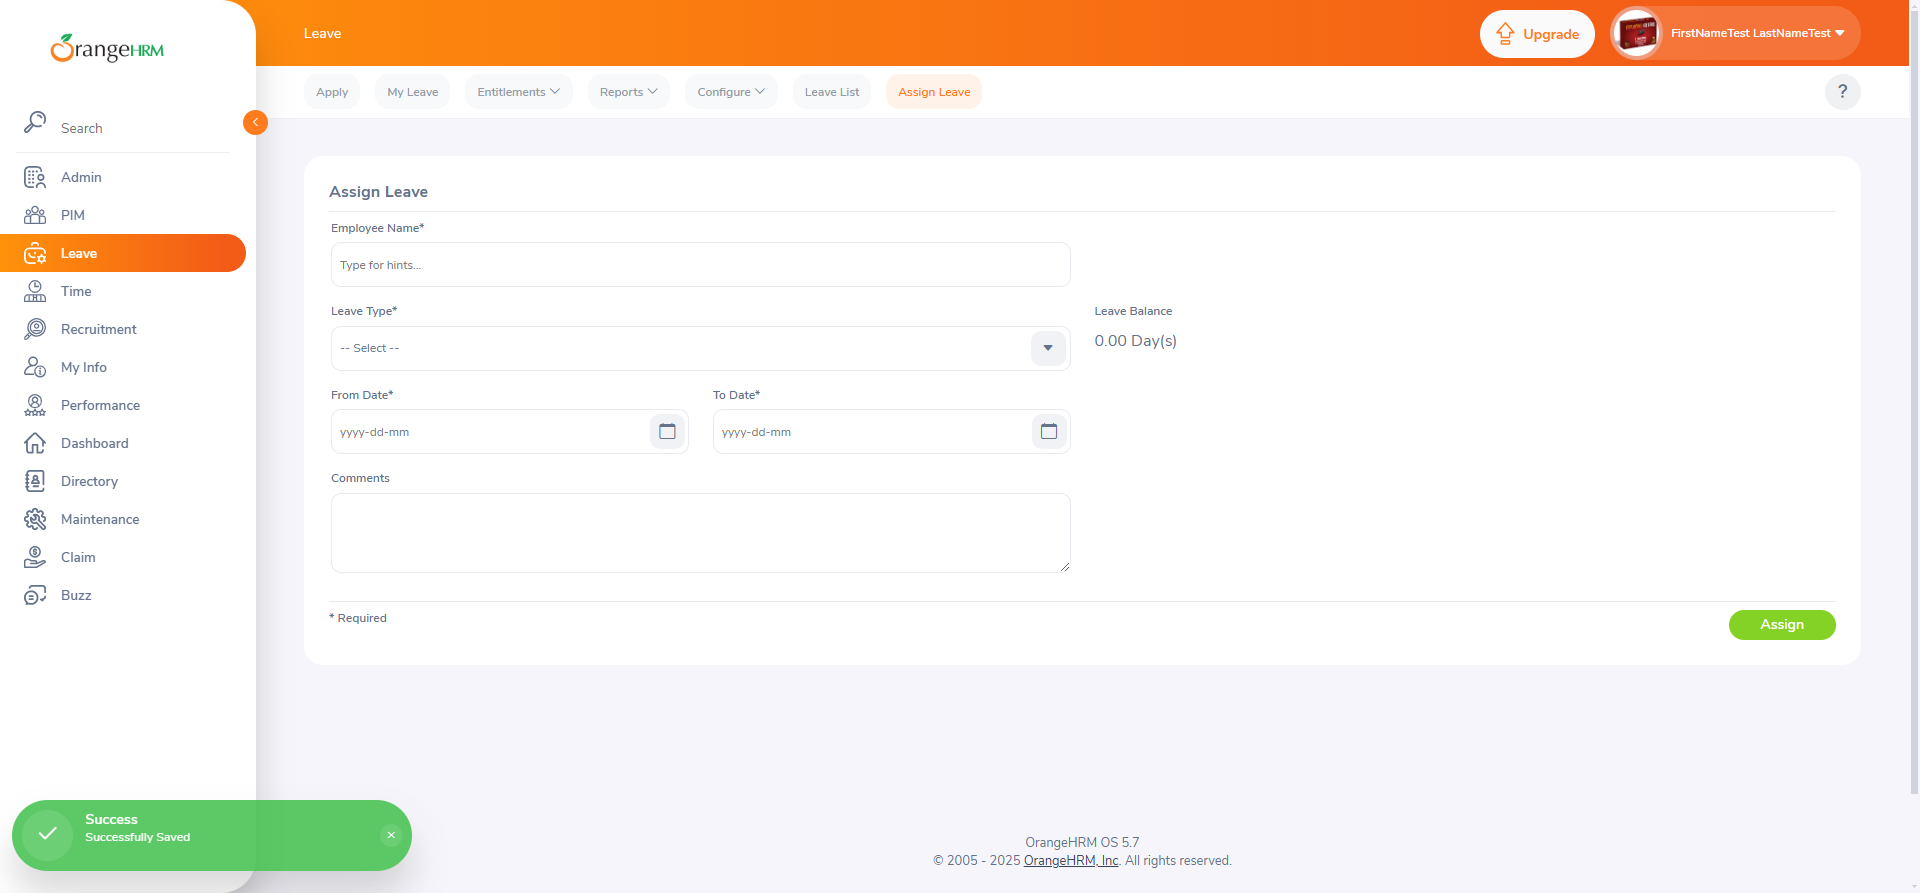 OrangeHRM
Leave
Upgrade
FirstNameTest LastNameTest
Apply
My Leave
Entitlements
Reports
Configure
Leave List
Assign Leave
?
Search
Admin
PIM
Leave
Time
Recruitment
My Info
Performance
Dashboard
Directory
Maintenance
Claim
Buzz
Assign Leave
Employee Name*
Type for hints...
Leave Type*
-- Select --
Leave Balance
0.00 Day(s)
From Date*
yyyy-dd-mm
To Date*
yyyy-dd-mm
Comments
* Required
Assign
Success
Successfully Saved
OrangeHRM OS 5.7
© 2005 - 2025 OrangeHRM, Inc. All rights reserved.